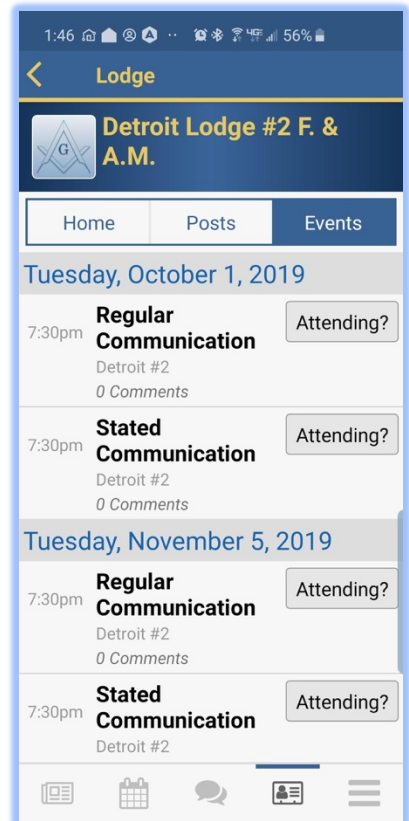 1:46 56%
Lodge
Detroit Lodge #2 F. &
A.M.
G
Home Posts Events
Tuesday, October 1, 2019
7:30pm Regular Communication Attending?
Detroit #2
0 Comments
7:30pm Stated Communication Attending?
Detroit #2
0 Comments
Tuesday, November 5, 2019
7:30pm Regular Communication Attending?
Detroit #2
0 Comments
7:30pm Stated Communication Attending?
Detroit #2